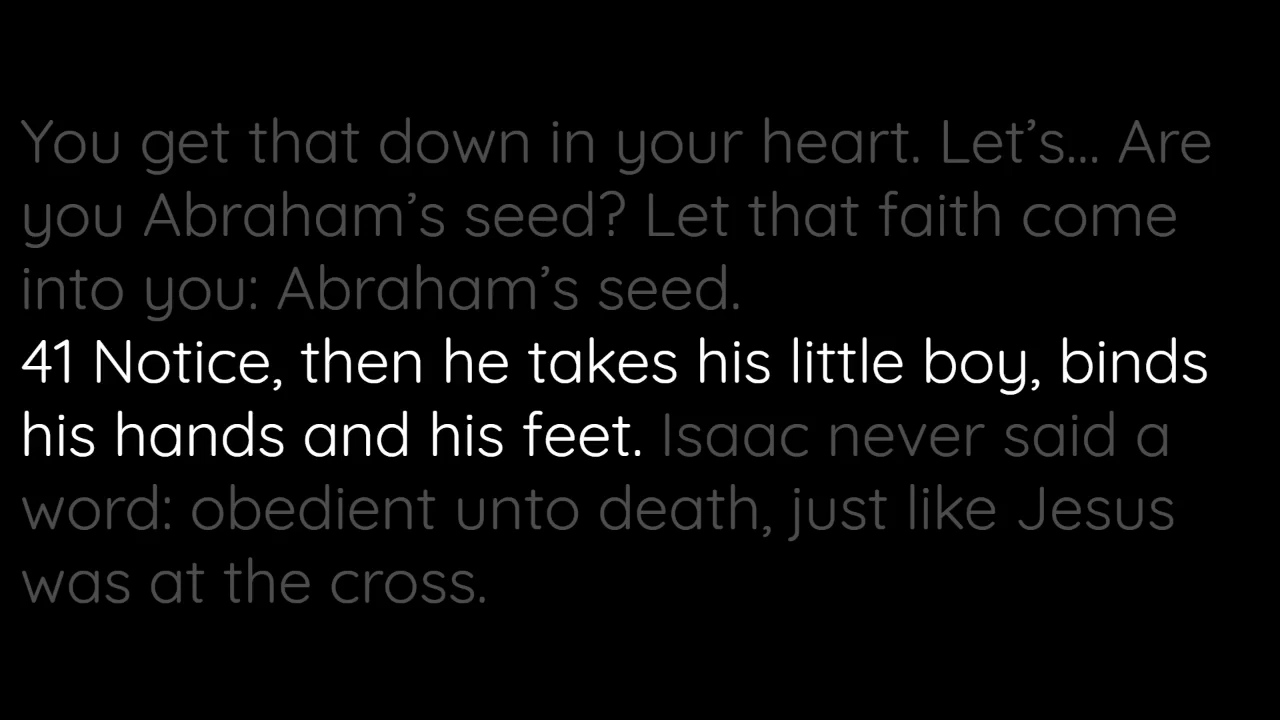 You get that down in your heart. Let’s... Are
you Abraham’s seed? Let that faith come
into you: Abraham’s seed.
41 Notice, then he takes his little boy, binds
his hands and his feet. Isaac never said a
word: obedient unto death, just like Jesus
was at the cross.